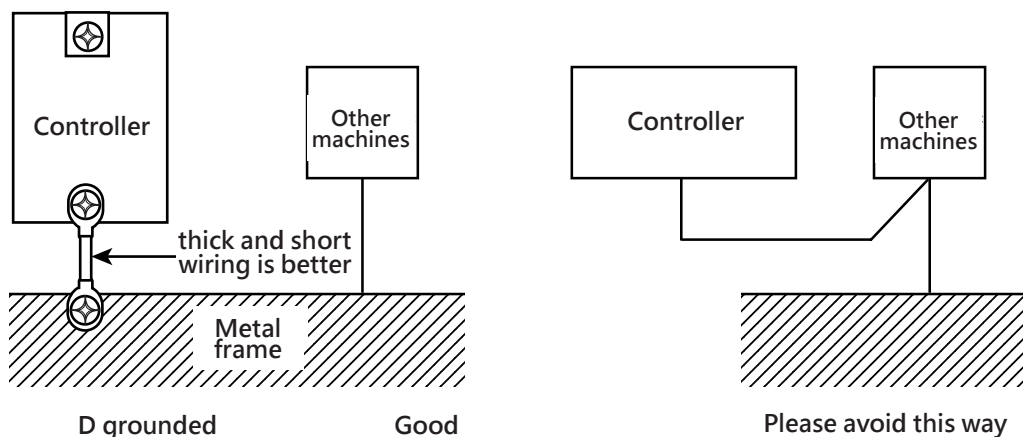 Controller
Other
machines
thick and short
wiring is better
Metal
frame
D grounded
Good
Controller
Other
machines
Please avoid this way